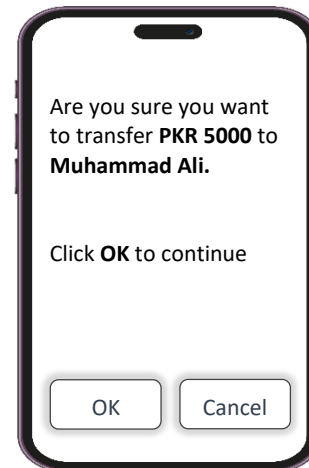 Are you sure you want
to transfer PKR 5000 to
Muhammad Ali.
Click OK to continue
OK
Cancel